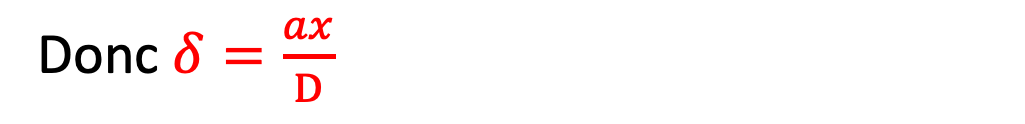 Donc δ = ax/D